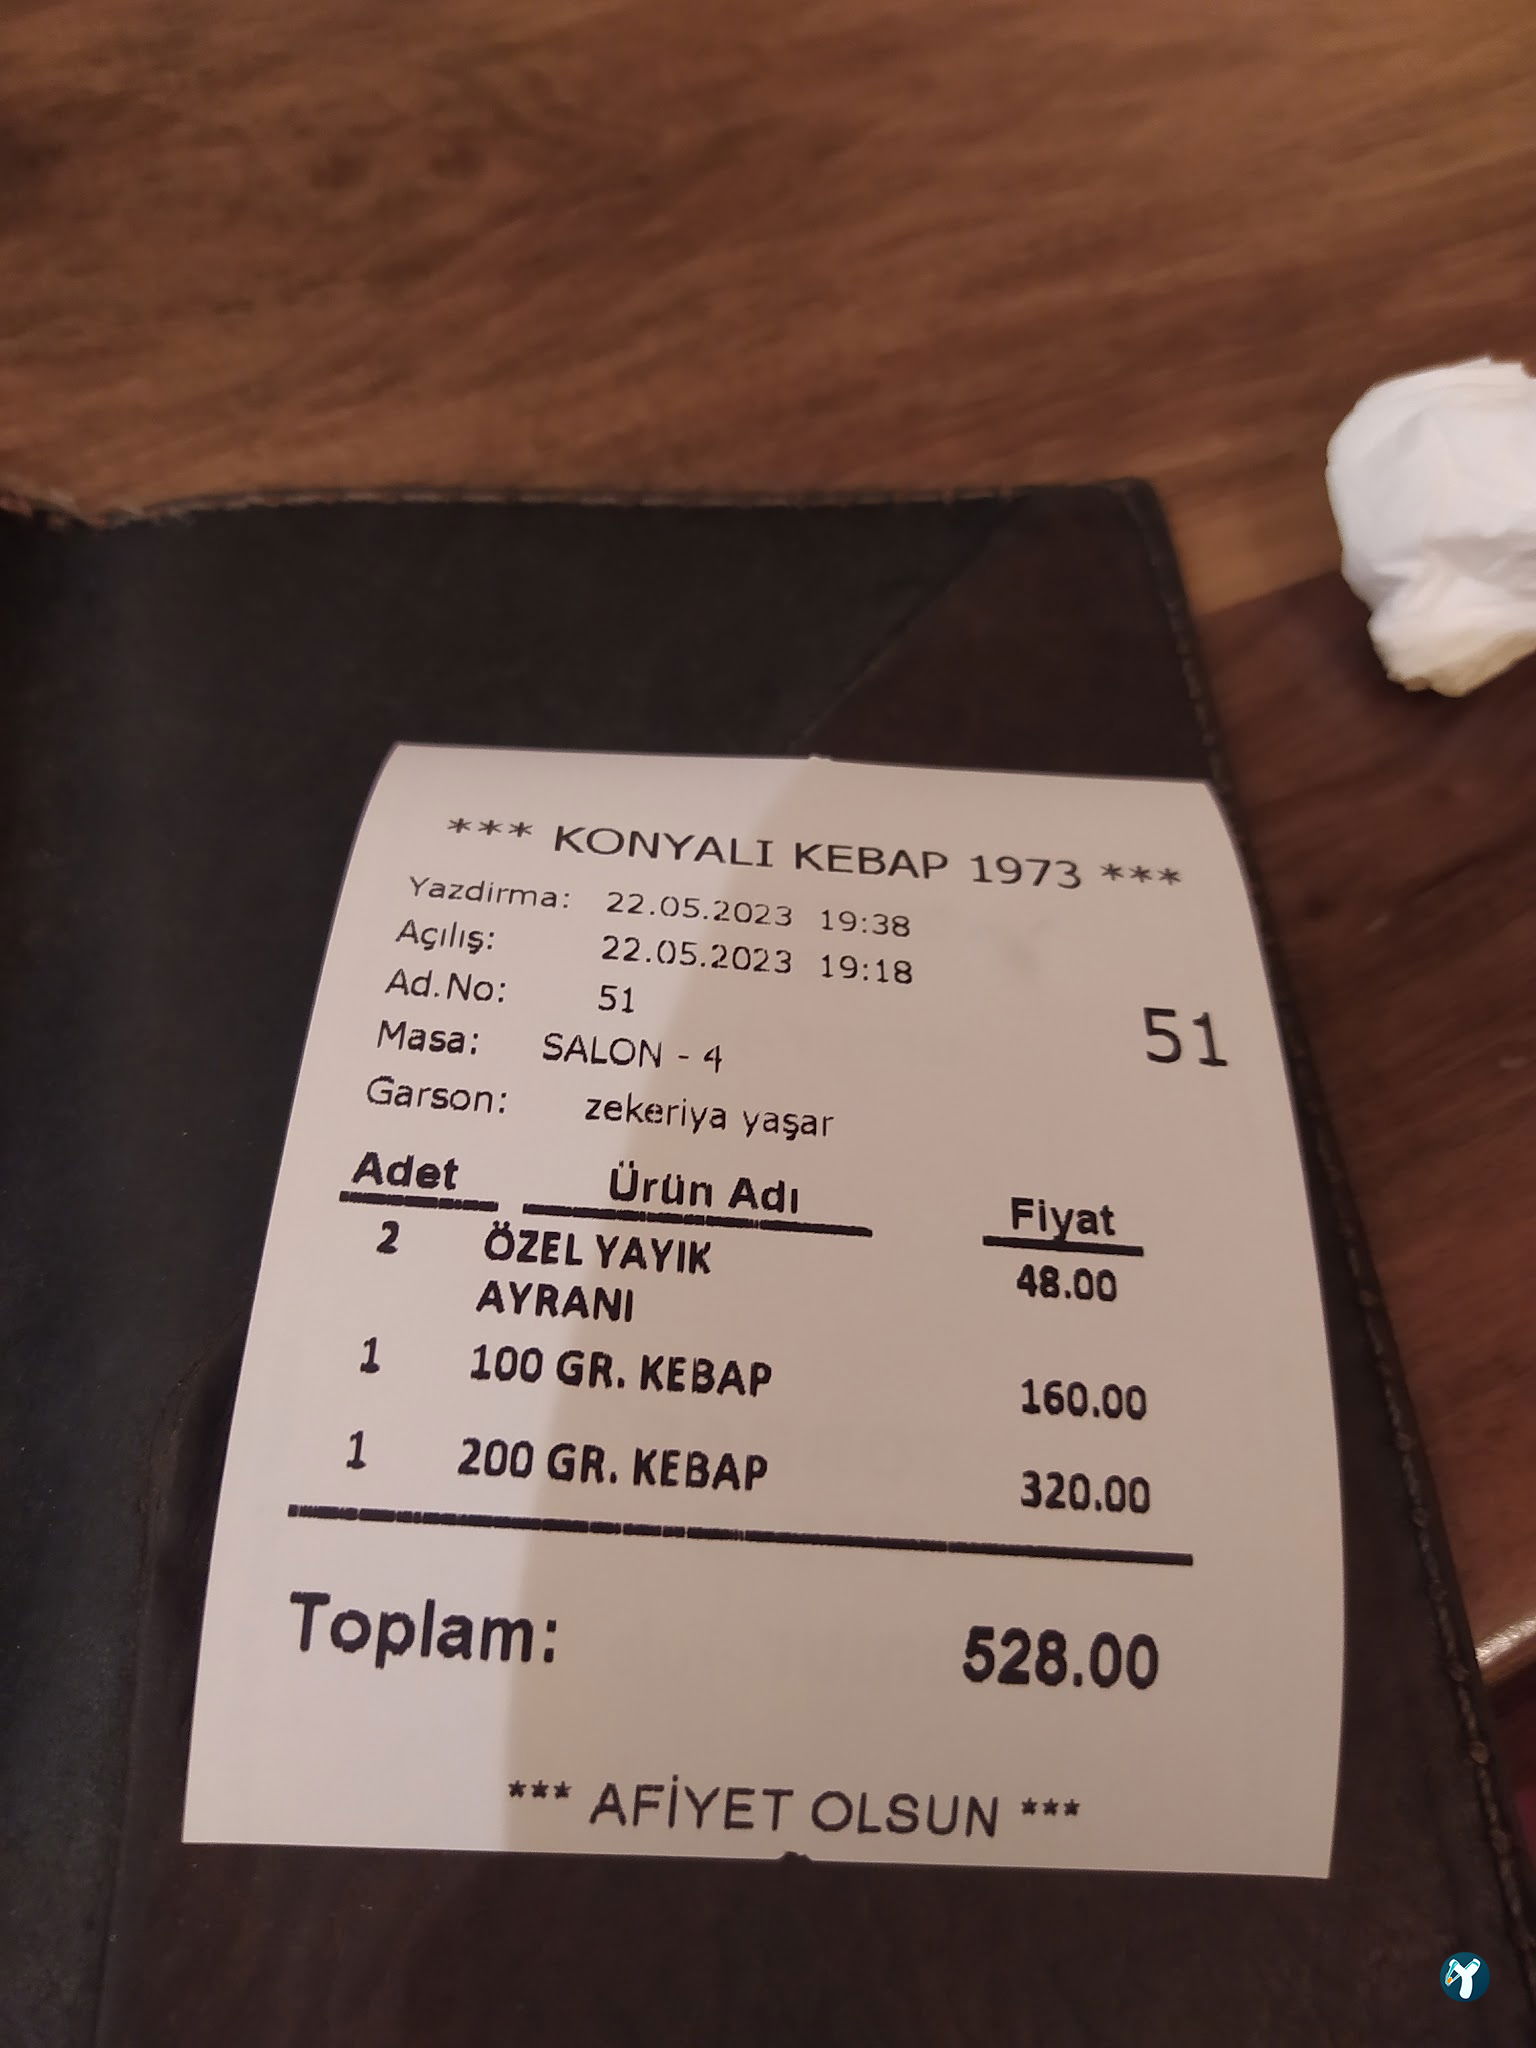 *** KONYALI KEBAP 1973 ***
Yazdirma: 22.05.2023 19:38
Açılış: 22.05.2023 19:18
Ad.No: 51
51
Masa: SALON - 4
Garson: zekeriya yaşar
Adet Ürün Adı Fiyat
2 ÖZEL YAYIK 48.00
AYRANI
1 100 GR. KEBAP 160.00
1 200 GR. KEBAP 320.00
Toplam: 528.00
*** AFİYET OLSUN ***